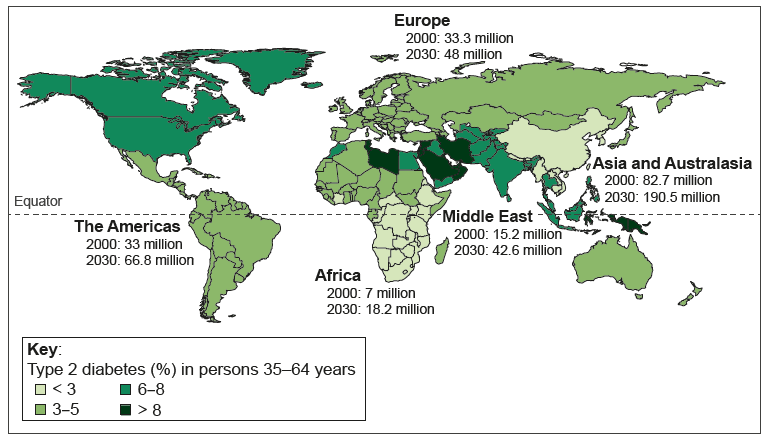 Europe
2000: 33.3 million
2030: 48 million
Asia and Australasia
2000: 82.7 million
2030: 190.5 million
Equator
The Americas
2000: 33 million
2030: 66.8 million
Middle East
2000: 15.2 million
2030: 42.6 million
Africa
2000: 7 million
2030: 18.2 million
Key:
Type 2 diabetes (%) in persons 35–64 years
< 3 6–8
3–5 > 8